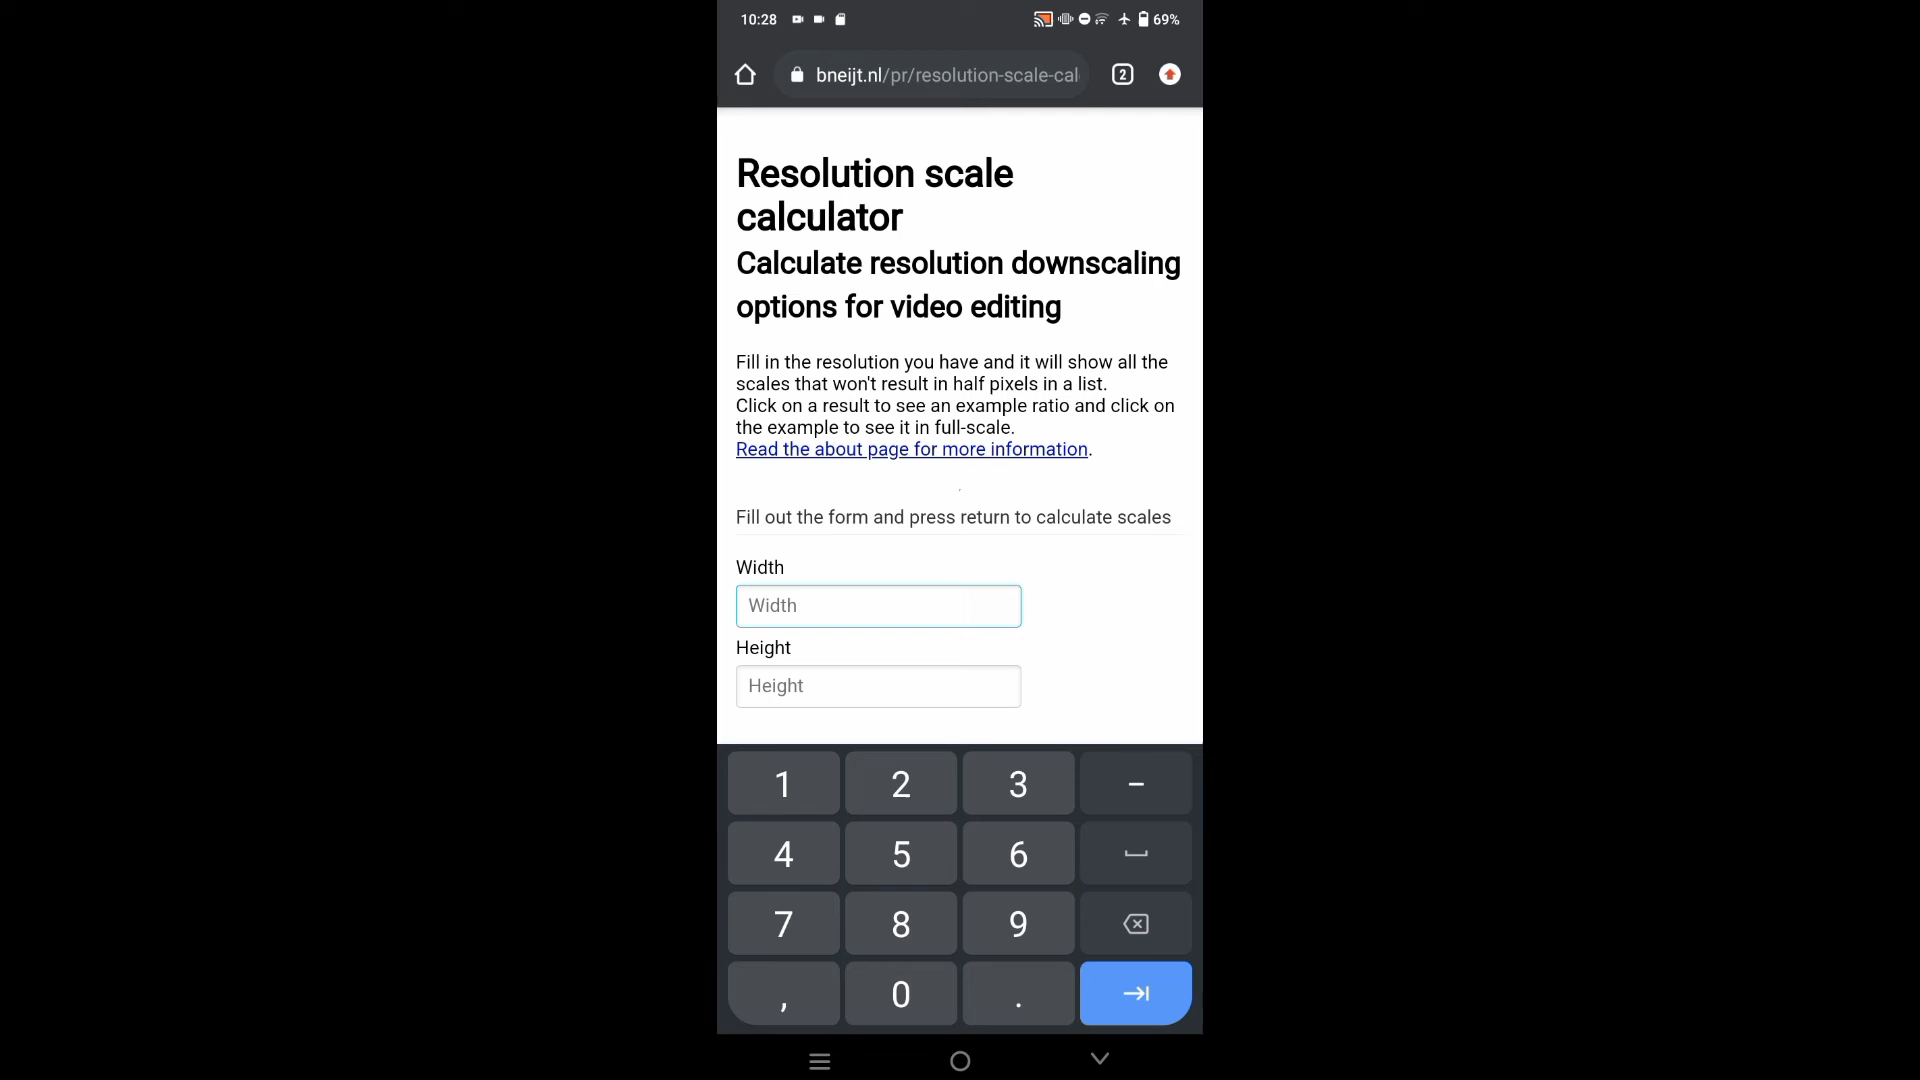 10:28
69%
bneijt.nl/pr/resolution-scale-cal
2
Resolution scale
calculator
Calculate resolution downscaling
options for video editing
Fill in the resolution you have and it will show all the
scales that won't result in half pixels in a list.
Click on a result to see an example ratio and click on
the example to see it in full-scale.
Read the about page for more information.
Fill out the form and press return to calculate scales
Width
Width
Height
Height
1 2 3 –
4 5 6
7 8 9
, 0 .